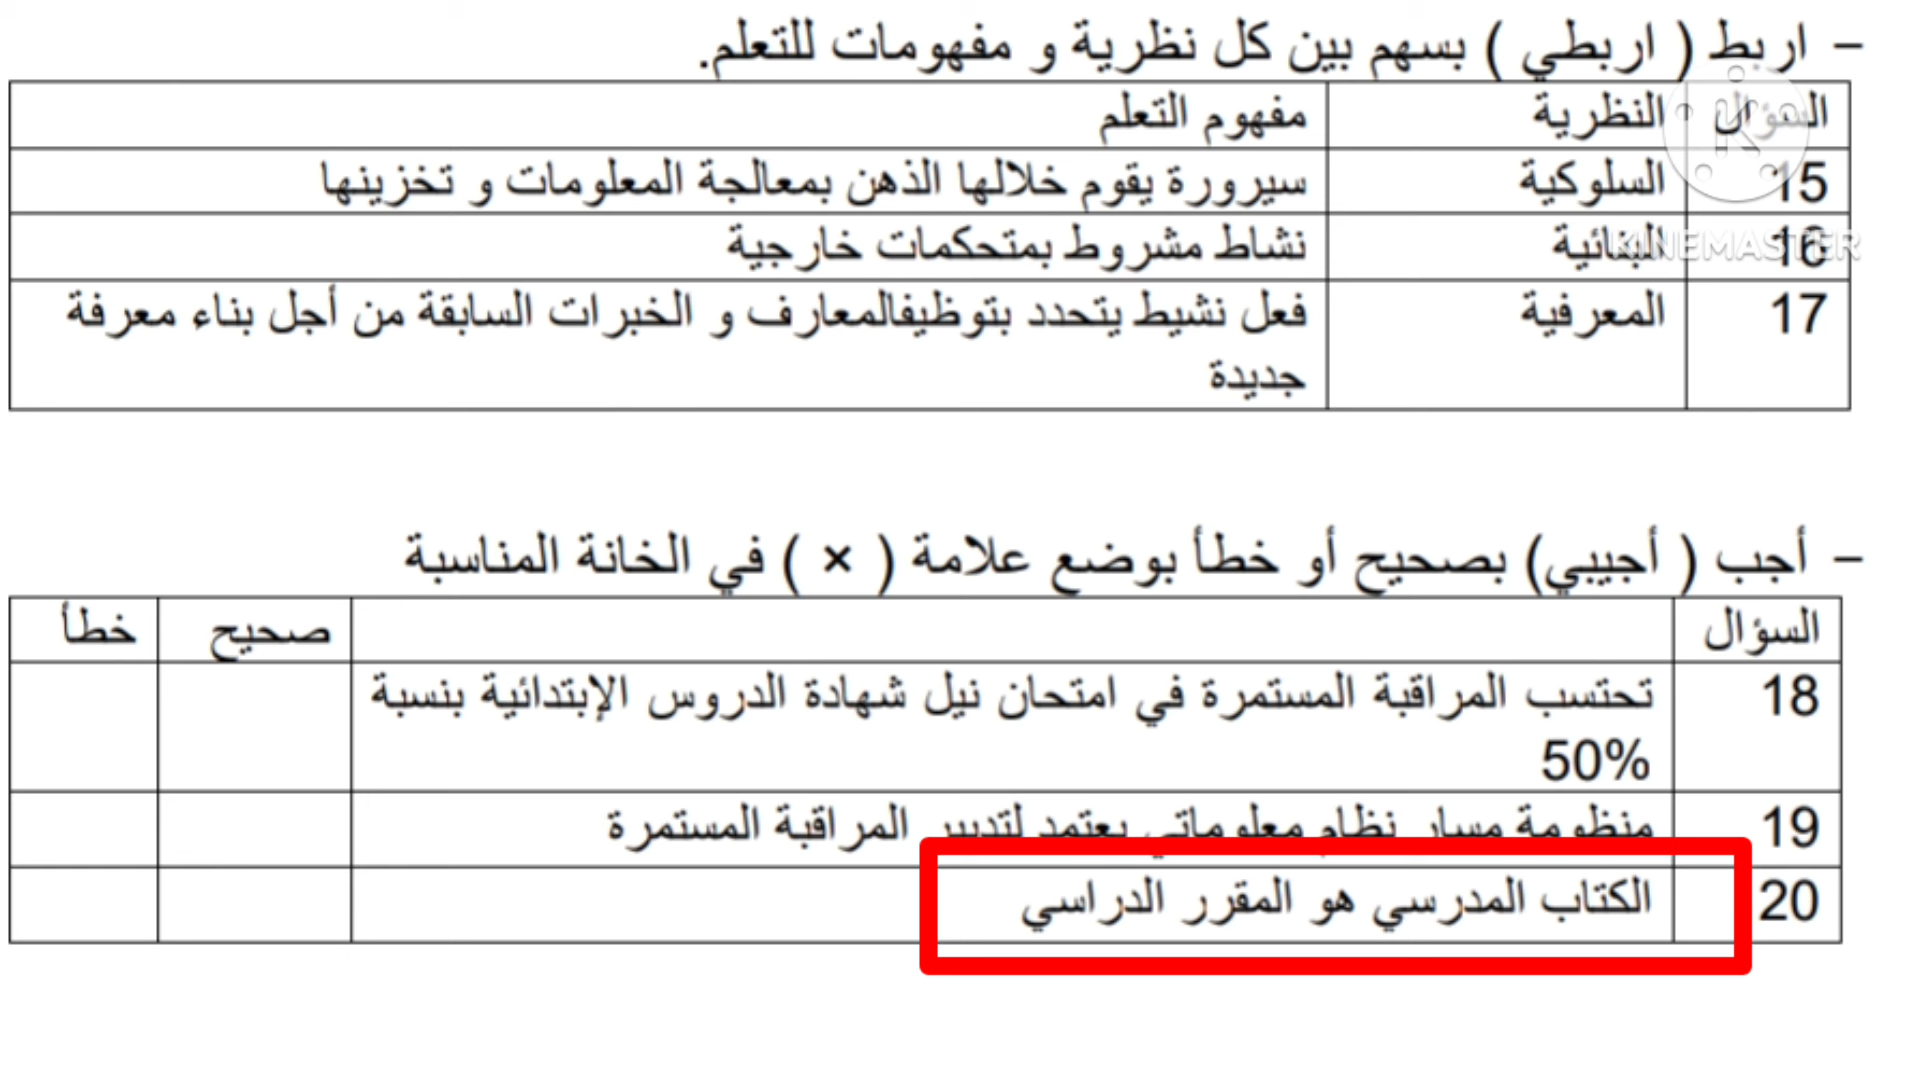 – اربط ( اربطي ) بسهم بين كل نظرية و مفهومات للتعلم.
السؤال النظرية مفهوم التعلم
15 السلوكية سيرورة يقوم خلالها الذهن بمعالجة المعلومات و تخزينها
16 البنائية نشاط مشروط بمتحكمات خارجية
KINEMASTER
17 المعرفية فعل نشيط يتحدد بتوظيفالمعارف و الخبرات السابقة من أجل بناء معرفة
جديدة
– أجب ( أجيبي) بصحيح أو خطأ بوضع علامة ( × ) في الخانة المناسبة
السؤال صحيح خطأ
18 تحتسب المراقبة المستمرة في امتحان نيل شهادة الدروس الإبتدائية بنسبة
50%
19 منظومة مسار نظام معلوماتي يعتمد لتدبير المراقبة المستمرة
20 الكتاب المدرسي هو المقرر الدراسي